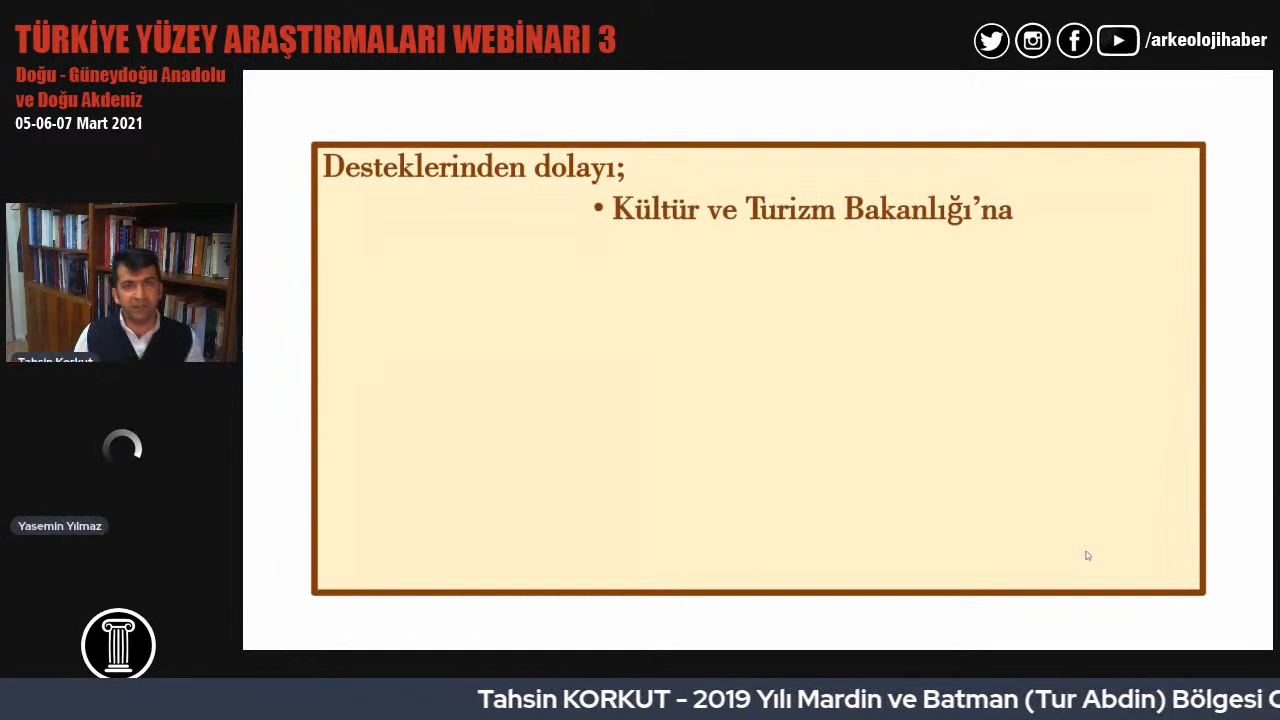 TÜRKİYE YÜZEY ARAŞTIRMALARI WEBİNARI 3
/arkeolojihaber
Doğu - Güneydoğu Anadolu
ve Doğu Akdeniz
05-06-07 Mart 2021
Desteklerinden dolayı;
• Kültür ve Turizm Bakanlığı’na
Tahsin Korkut
Yasemin Yılmaz
Tahsin KORKUT - 2019 Yılı Mardin ve Batman (Tur Abdin) Bölgesi